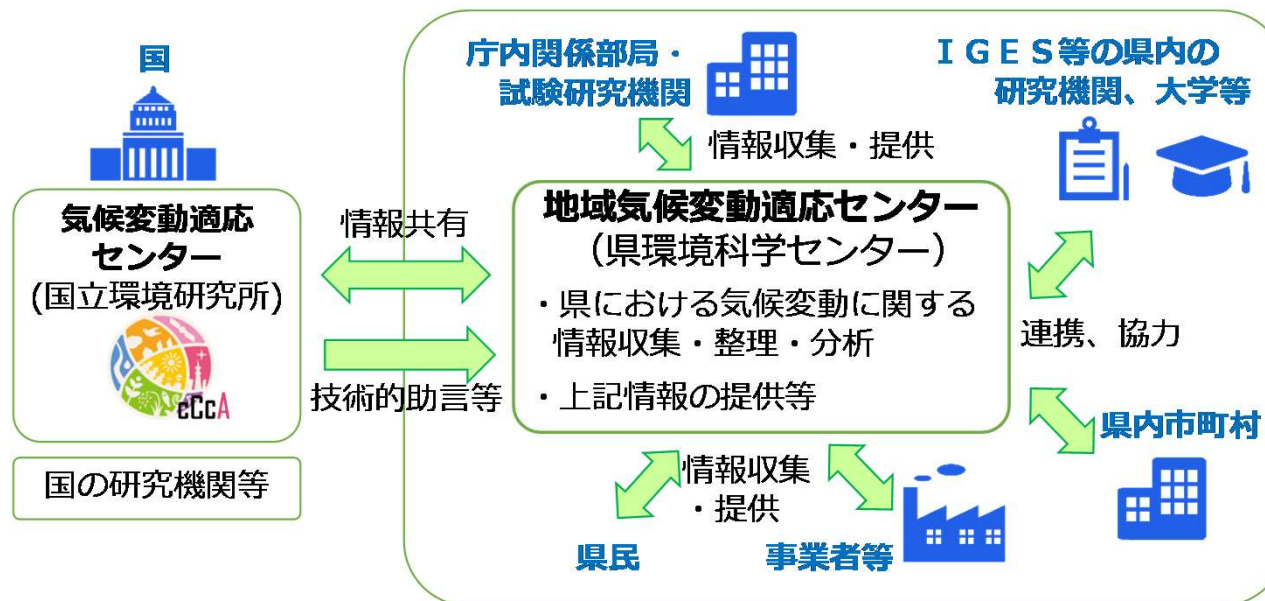 国
気候変動適応
センター
(国立環境研究所)
cCcA
国の研究機関等
情報共有
技術的助言等
庁内関係部局・
試験研究機関
情報収集・提供
ＩＧＥＳ等の県内の
研究機関、大学等
地域気候変動適応センター
（県環境科学センター）
・県における気候変動に関する
情報収集・整理・分析
・上記情報の提供等
連携、協力
県内市町村
情報収集
・提供
県民
事業者等